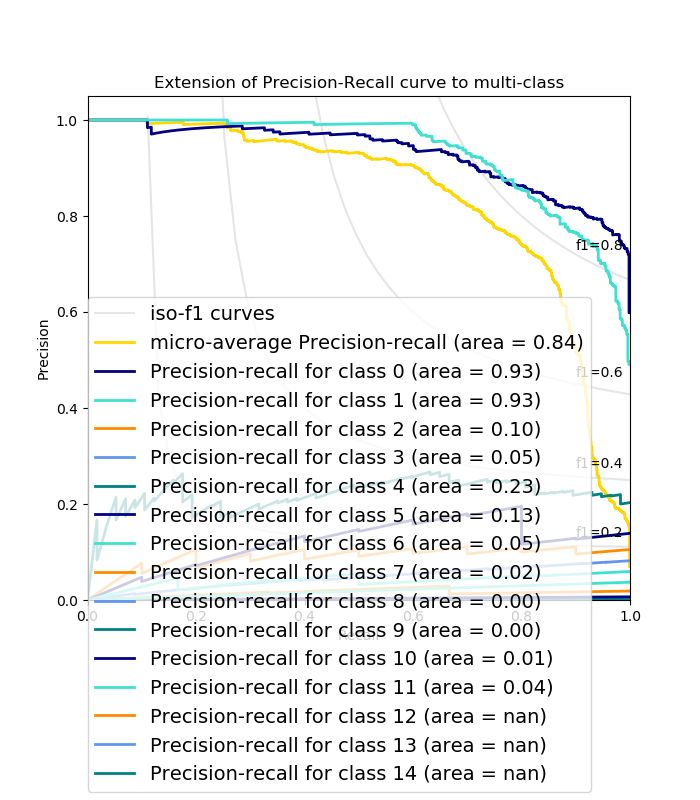 Extension of Precision-Recall curve to multi-class
1.0
0.8
0.6
0.4
0.2
0.0
Precision
f1=0.8
f1=0.6
f1=0.4
f1=0.2
iso-f1 curves
micro-average Precision-recall (area = 0.84)
Precision-recall for class 0 (area = 0.93)
Precision-recall for class 1 (area = 0.93)
Precision-recall for class 2 (area = 0.10)
Precision-recall for class 3 (area = 0.05)
Precision-recall for class 4 (area = 0.23)
Precision-recall for class 5 (area = 0.13)
Precision-recall for class 6 (area = 0.05)
Precision-recall for class 7 (area = 0.02)
Precision-recall for class 8 (area = 0.00)
Precision-recall for class 9 (area = 0.00)
Precision-recall for class 10 (area = 0.01)
Precision-recall for class 11 (area = 0.04)
Precision-recall for class 12 (area = nan)
Precision-recall for class 13 (area = nan)
Precision-recall for class 14 (area = nan)
0.0 0.2 0.4 0.6 0.8 1.0
Recall